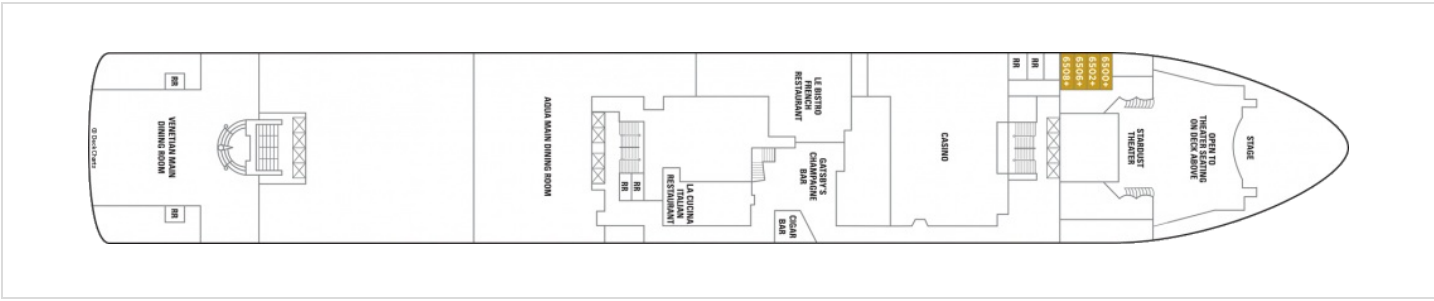 © Deck Charts
RR
VENETIAN MAIN
DINING ROOM
RR
AQUA MAIN DINING ROOM
RR
RR
LA CUCINA
ITALIAN
RESTAURANT
LE BISTRO
FRENCH
RESTAURANT
GATSBY'S
CHAMPAGNE
BAR
CIGAR
BAR
CASINO
RR
RR
6500+
6502+
6506+
6508+
STARDUST
THEATER
OPEN TO
THEATER SEATING
ON DECK ABOVE
STAGE